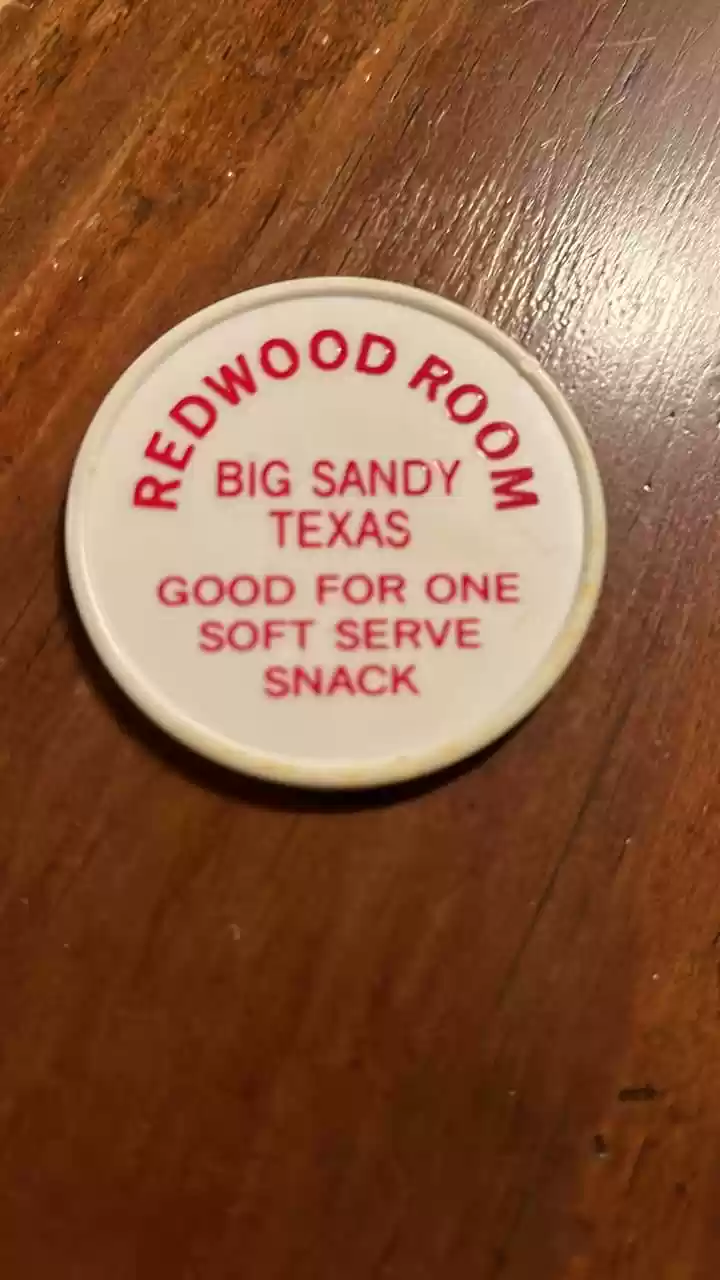 REDWOOD ROOM
BIG SANDY
TEXAS
GOOD FOR ONE
SOFT SERVE
SNACK